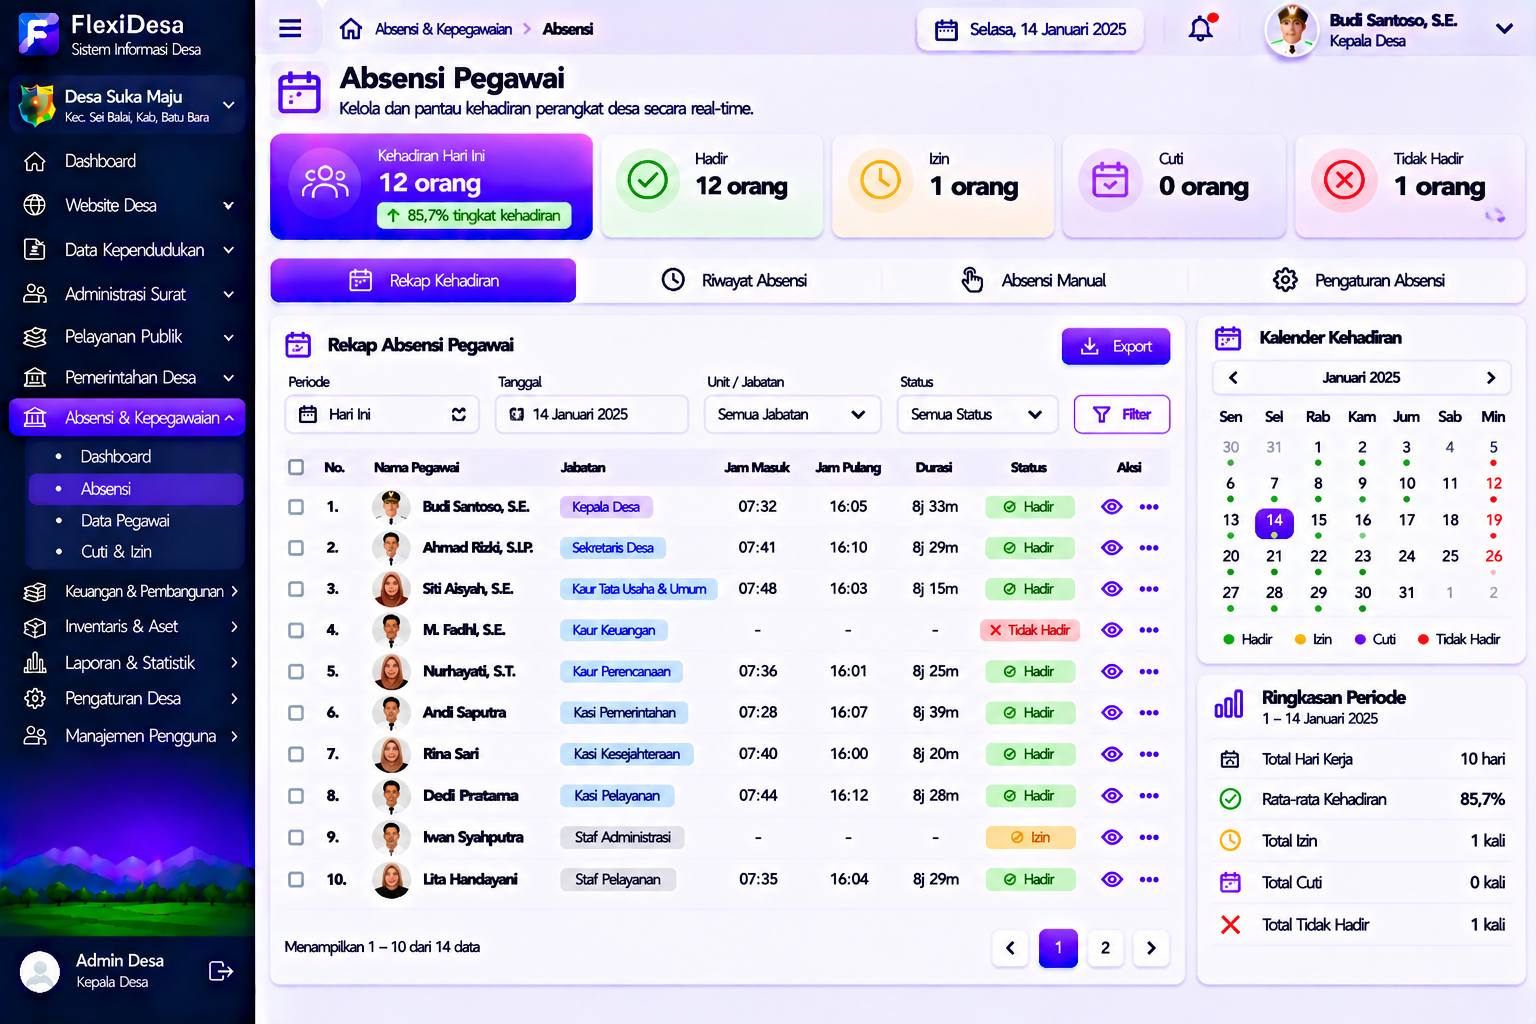 FlexiDesa
Sistem Informasi Desa
Desa Suka Maju
Kec. Sei Balai, Kab, Batu Bara
Dashboard
Website Desa
Data Kependudukan
Administrasi Surat
Pelayanan Publik
Pemerintahan Desa
Absensi & Kepegawaian
Dashboard
Absensi
Data Pegawai
Cuti & Izin
Keuangan & Pembangunan
Inventaris & Aset
Laporan & Statistik
Pengaturan Desa
Manajemen Pengguna
Admin Desa
Kepala Desa
Absensi & Kepegawaian > Absensi
Selasa, 14 Januari 2025
Budi Santoso, S.E.
Kepala Desa
Absensi Pegawai
Kelola dan pantau kehadiran perangkat desa secara real-time.
Kehadiran Hari Ini
12 orang
↑ 85,7% tingkat kehadiran
Hadir
12 orang
Izin
1 orang
Cuti
0 orang
Tidak Hadir
1 orang
Rekap Kehadiran Riwayat Absensi Absensi Manual Pengaturan Absensi
Rekap Absensi Pegawai
Export
Periode Tanggal Unit / Jabatan Status
Hari Ini 14 Januari 2025 Semua Jabatan Semua Status Filter
No. Nama Pegawai Jabatan Jam Masuk Jam Pulang Durasi Status Aksi
1. Budi Santoso, S.E. Kepala Desa 07:32 16:05 8j 33m Hadir
2. Ahmad Rizki, S.I.P. Sekretaris Desa 07:41 16:10 8j 29m Hadir
3. Siti Aisyah, S.E. Kaur Tata Usaha & Umum 07:48 16:03 8j 15m Hadir
4. M. Fadhl, S.E. Kaur Keuangan - - - Tidak Hadir
5. Nurhayati, S.T. Kaur Perencanaan 07:36 16:01 8j 25m Hadir
6. Andi Saputra Kasi Pemerintahan 07:28 16:07 8j 39m Hadir
7. Rina Sari Kasi Kesejahteraan 07:40 16:00 8j 20m Hadir
8. Dedi Pratama Kasi Pelayanan 07:44 16:12 8j 28m Hadir
9. Iwan Syahputra Staf Administrasi - - - Izin
10. Lita Handayani Staf Pelayanan 07:35 16:04 8j 29m Hadir
Menampilkan 1 – 10 dari 14 data
1 2
Kalender Kehadiran
Januari 2025
Sen Sel Rab Kam Jum Sab Min
30 31 1 2 3 4 5
6 7 8 9 10 11 12
13 14 15 16 17 18 19
20 21 22 23 24 25 26
27 28 29 30 31 1 2
Hadir Izin Cuti Tidak Hadir
Ringkasan Periode
1 – 14 Januari 2025
Total Hari Kerja 10 hari
Rata-rata Kehadiran 85,7%
Total Izin 1 kali
Total Cuti 0 kali
Total Tidak Hadir 1 kali